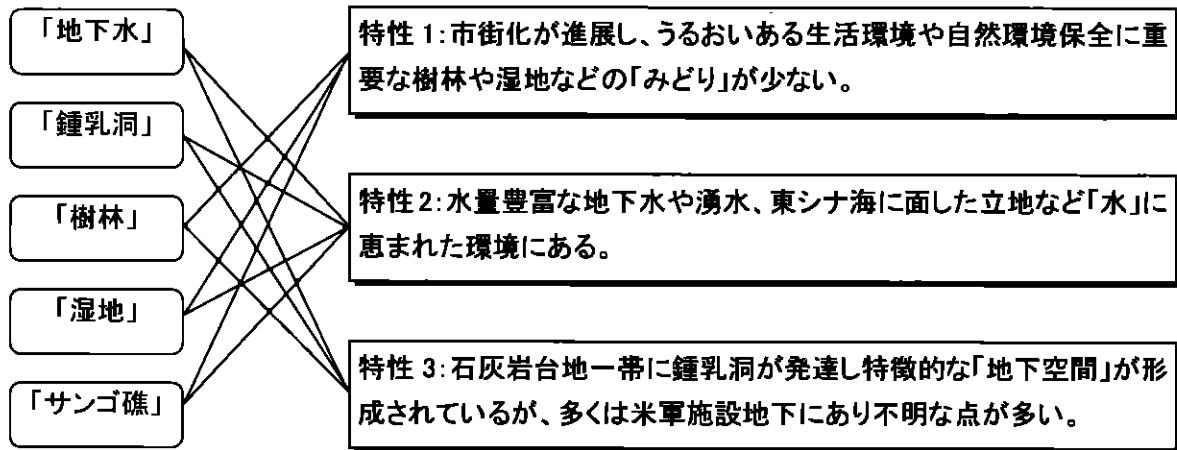 「地下水」
「鍾乳洞」
「樹林」
「湿地」
「サンゴ礁」
特性1:市街化が進展し、うるおいある生活環境や自然環境保全に重
要な樹林や湿地などの「みどり」が少ない。
特性2:水量豊富な地下水や湧水、東シナ海に面した立地など「水」に
恵まれた環境にある。
特性3:石灰岩台地一帯に鍾乳洞が発達し特徴的な「地下空間」が形
成されているが、多くは米軍施設地下にあり不明な点が多い。